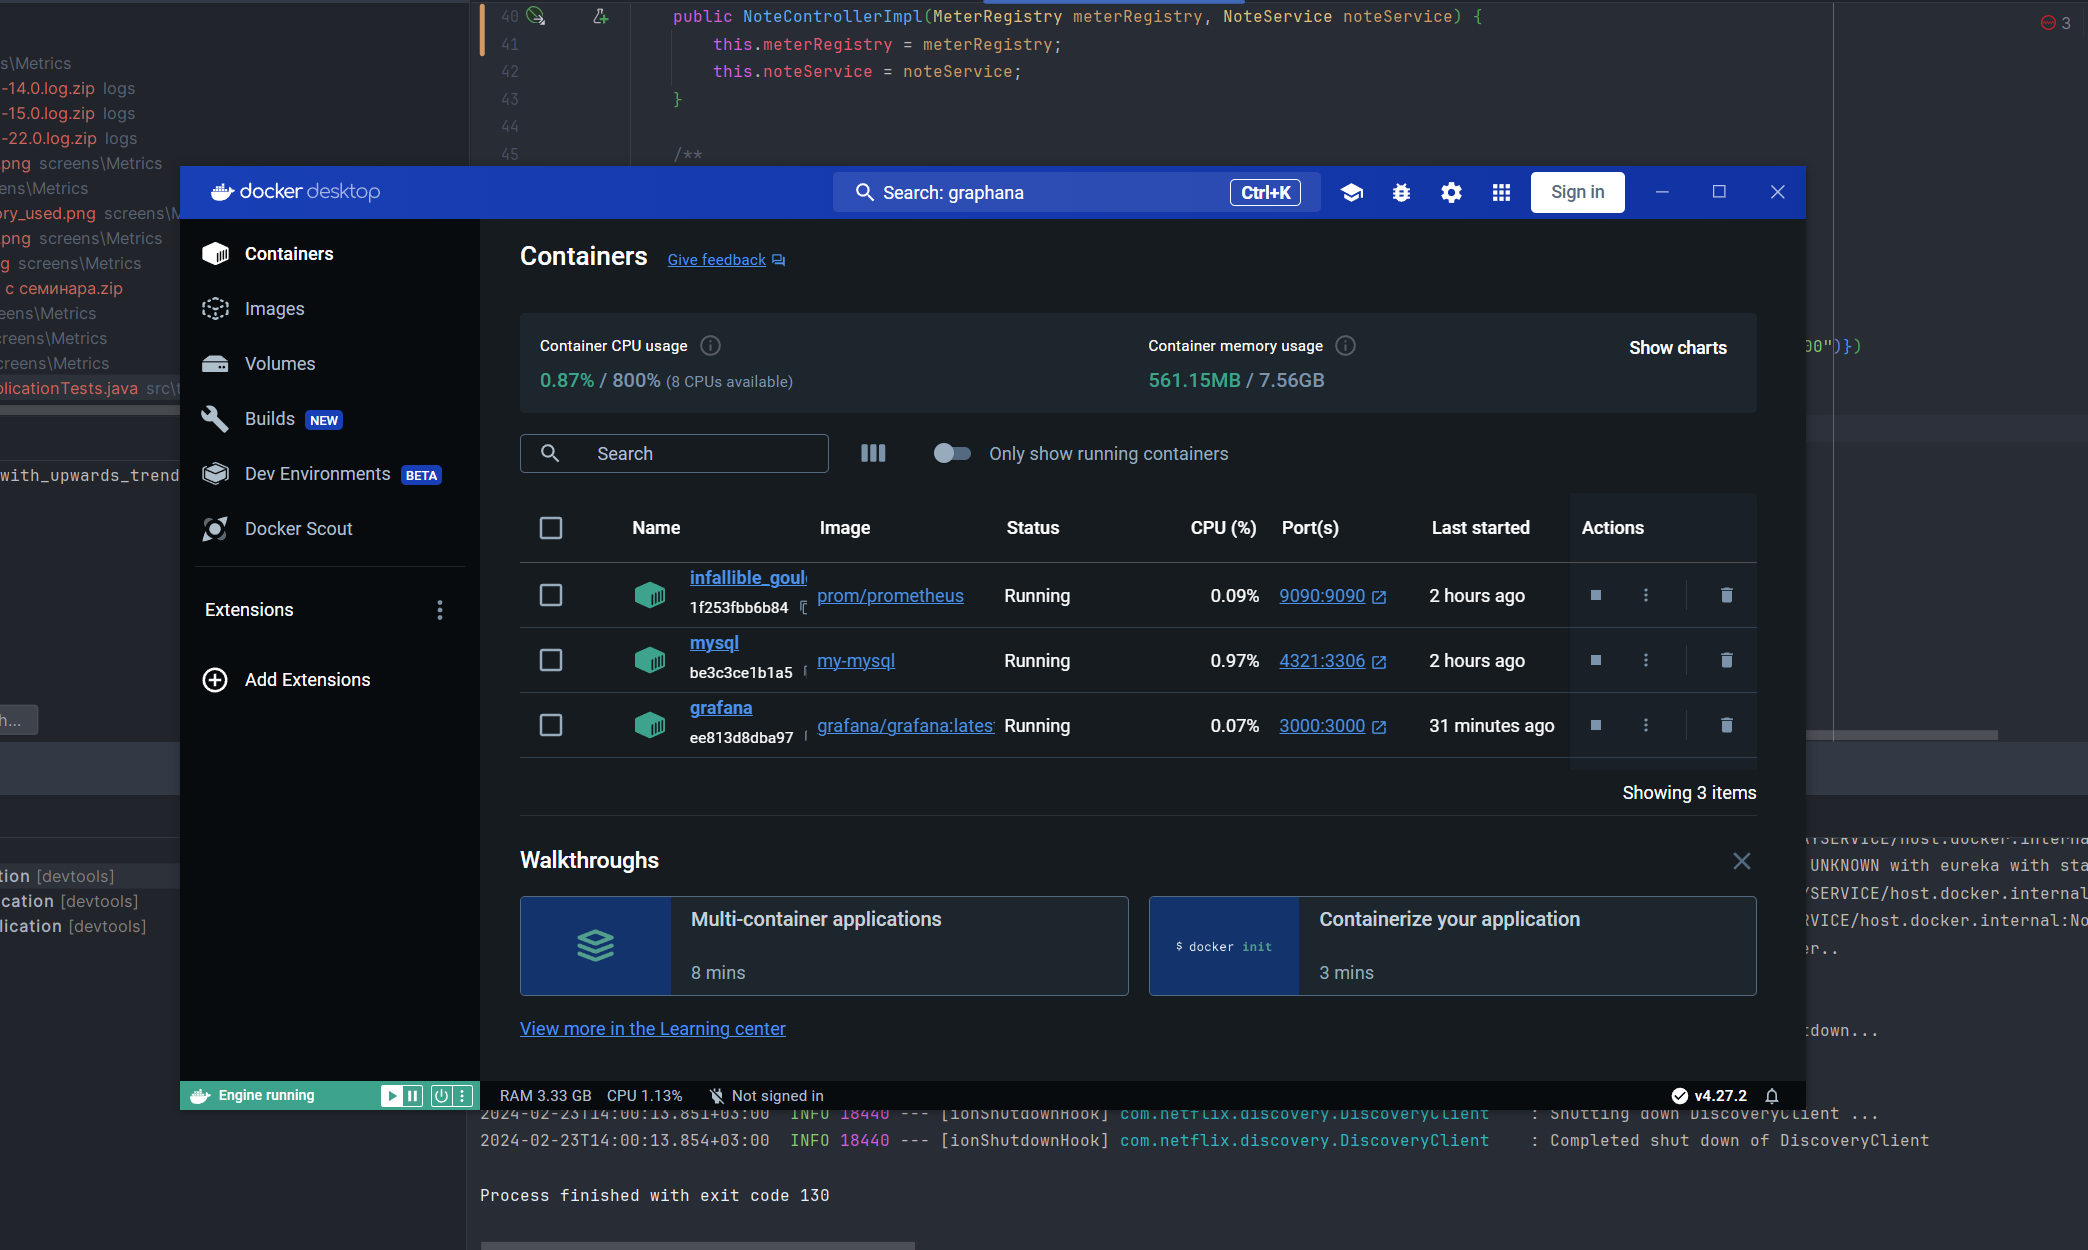 40 public NoteControllerImpl(MeterRegistry meterRegistry, NoteService noteService) {
41 this.meterRegistry = meterRegistry;
42 this.noteService = noteService;
43 }
44
45 /**
3
s\Metrics
-14.0.log.zip logs
-15.0.log.zip logs
-22.0.log.zip logs
png screens\Metrics
ens\Metrics
ory_used.png screens\M
png screens\Metrics
g screens\Metrics
с семинара.zip
eens\Metrics
creens\Metrics
creens\Metrics
plicationTests.java src\t
with_upwards_trend
h...
tion [devtools]
cation [devtools]
lication [devtools]
docker desktop
Search: graphana
Ctrl+K
Sign in
Containers
Images
Volumes
Builds NEW
Dev Environments BETA
Docker Scout
Extensions
Add Extensions
Containers
Give feedback
Container CPU usage
0.87% / 800% (8 CPUs available)
Container memory usage
561.15MB / 7.56GB
Show charts
Search
Only show running containers
Name Image Status CPU (%) Port(s) Last started Actions
infallible_goul
1f253fbb6b84
prom/prometheus Running 0.09% 9090:9090 2 hours ago
mysql
be3c3ce1b1a5
my-mysql Running 0.97% 4321:3306 2 hours ago
grafana
ee813d8dba97
grafana/grafana:lates Running 0.07% 3000:3000 31 minutes ago
Showing 3 items
Walkthroughs
Multi-container applications
8 mins
$ docker init
Containerize your application
3 mins
View more in the Learning center
Engine running
RAM 3.33 GB CPU 1.13% Not signed in
v4.27.2
00")})
YSERVICE/host.docker.interna
UNKNOWN with eureka with sta
/SERVICE/host.docker.internal
RVICE/host.docker.internal:No
er..
tdown...
2024-02-23T14:00:13.851+03:00 INFO 18440 --- [ionShutdownHook] com.netflix.discovery.DiscoveryClient : Shutting down DiscoveryClient ...
2024-02-23T14:00:13.854+03:00 INFO 18440 --- [ionShutdownHook] com.netflix.discovery.DiscoveryClient : Completed shut down of DiscoveryClient
Process finished with exit code 130